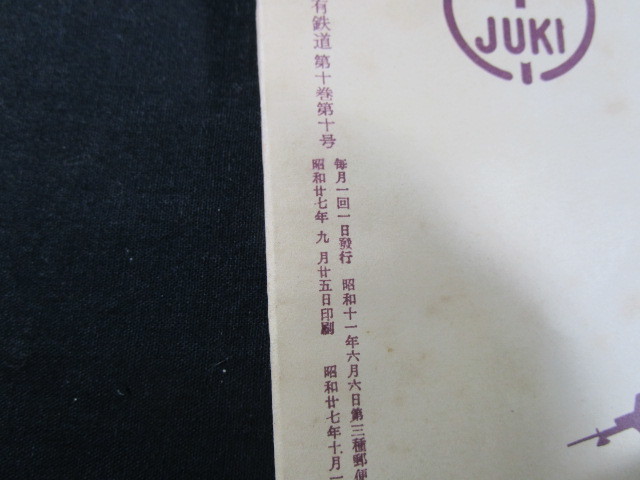 有鉄道 第十巻第十号
毎月一回一日發行 昭和十一年六月六日第三種郵便
昭和廿七年 九月廿五日印刷 昭和廿七年十月一
JUKI